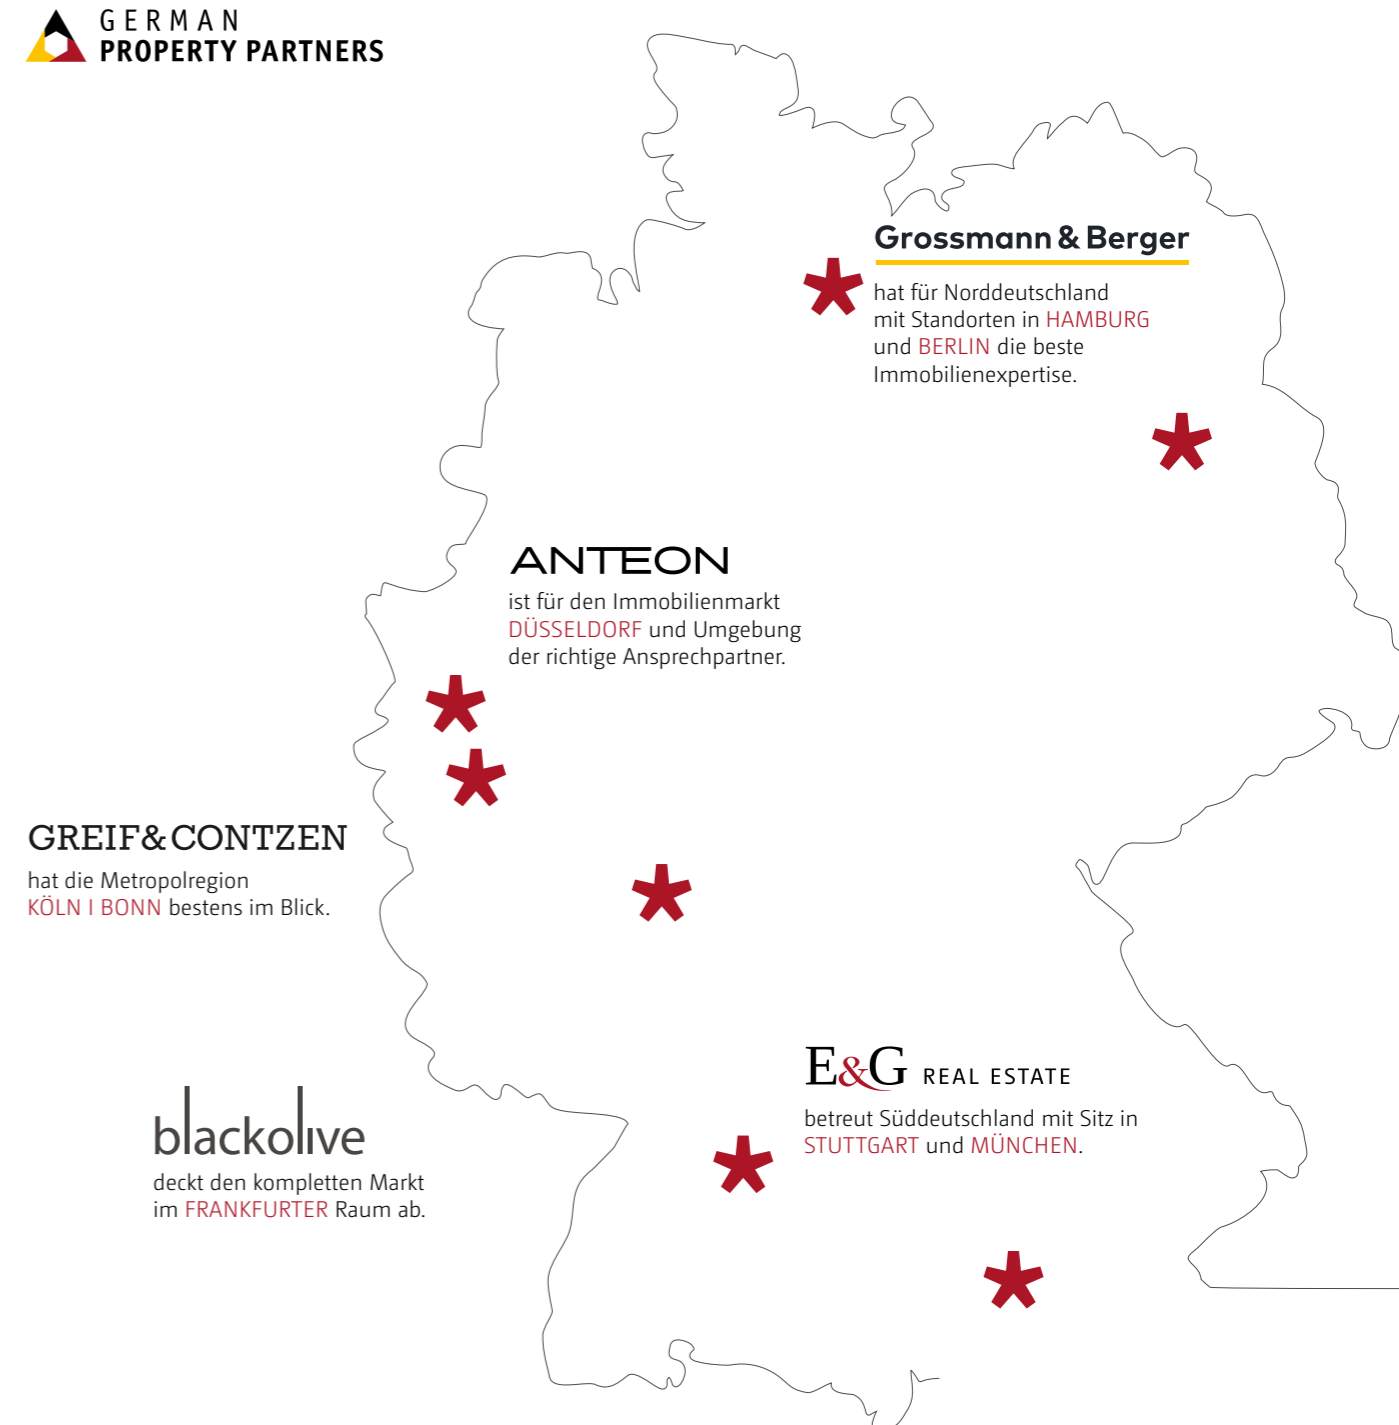 GERMAN
PROPERTY PARTNERS
Grossmann & Berger
hat für Norddeutschland
mit Standorten in HAMBURG
und BERLIN die beste
Immobilienexpertise.
ANTEON
ist für den Immobilienmarkt
DÜSSELDORF und Umgebung
der richtige Ansprechpartner.
GREIF&CONTZEN
hat die Metropolregion
KÖLN I BONN bestens im Blick.
E&G REAL ESTATE
betreut Süddeutschland mit Sitz in
STUTTGART und MÜNCHEN.
blackolive
deckt den kompletten Markt
im FRANKFURTER Raum ab.